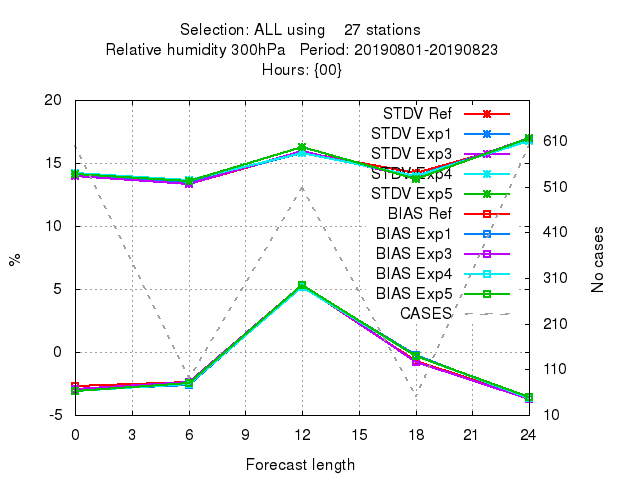 Selection: ALL using    27 stations
Relative humidity 300hPa   Period: 20190801-20190823
Hours: {00}
20
15
10
5
0
-5
%
610
510
410
310
210
110
10
No cases
STDV Ref
STDV Exp1
STDV Exp3
STDV Exp4
STDV Exp5
BIAS Ref
BIAS Exp1
BIAS Exp3
BIAS Exp4
BIAS Exp5
CASES
0 3 6 9 12 15 18 21 24
Forecast length